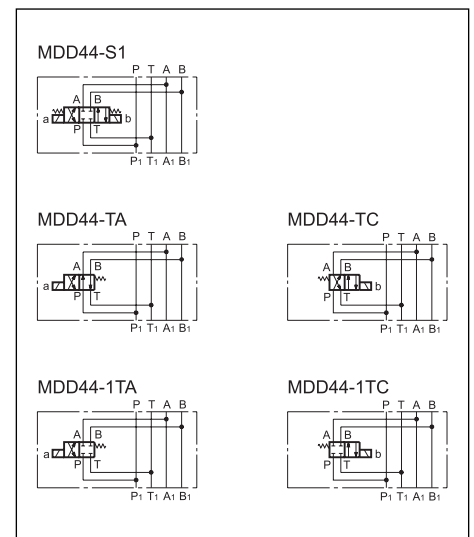 MDD44-S1
P T A B
A B
a b
P T
P1 T1 A1 B1
MDD44-TA
P T A B
A B
a
P T
P1 T1 A1 B1
MDD44-TC
P T A B
A B
b
P T
P1 T1 A1 B1
MDD44-1TA
P T A B
A B
a
P T
P1 T1 A1 B1
MDD44-1TC
P T A B
A B
b
P T
P1 T1 A1 B1